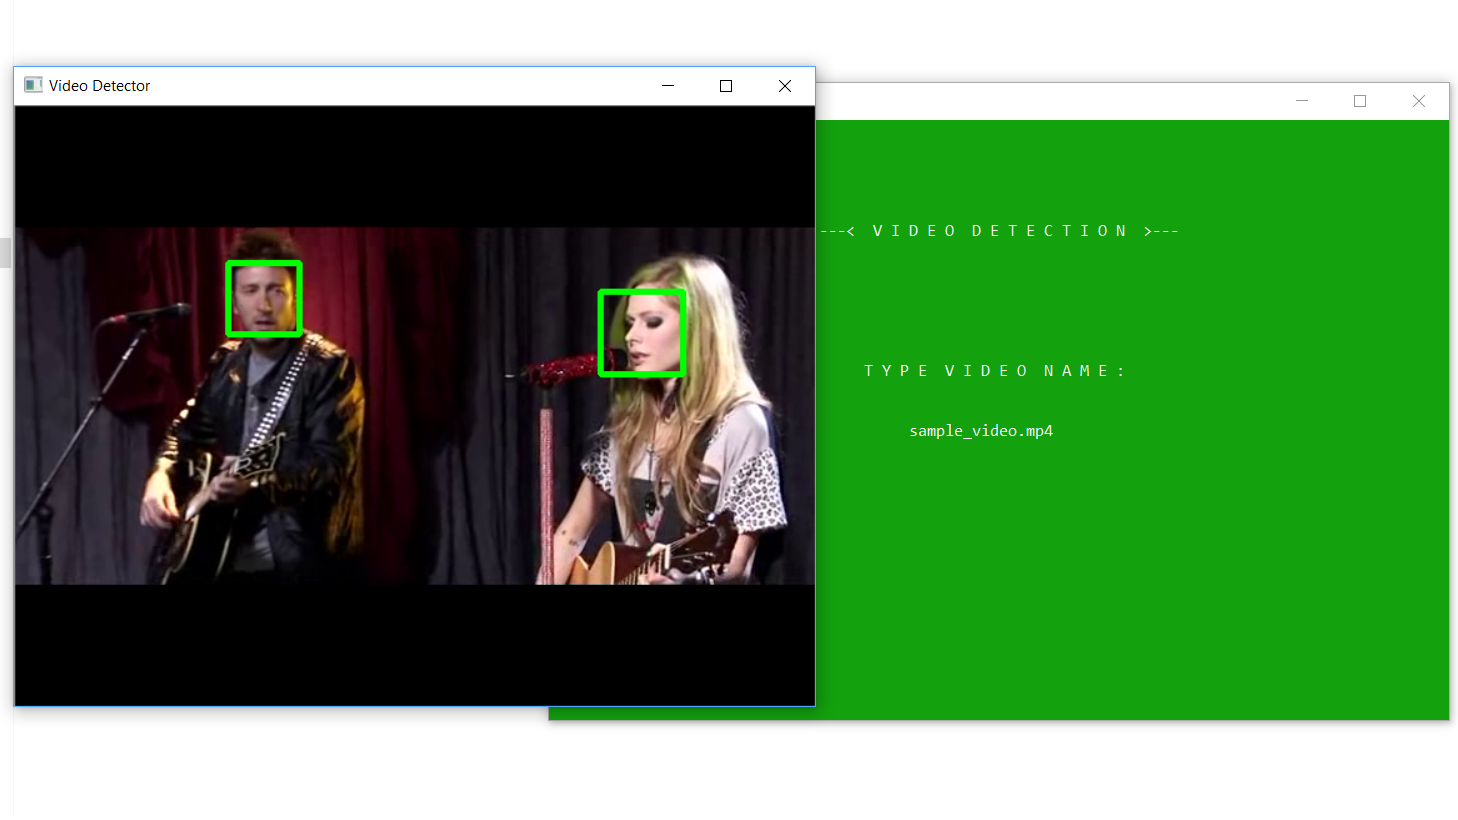 Video Detector
---< V I D E O  D E T E C T I O N >---
T Y P E  V I D E O  N A M E :
sample_video.mp4